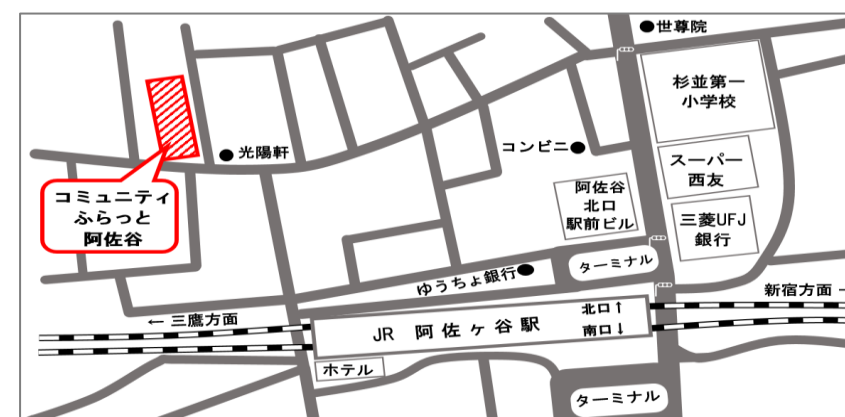 ●世尊院
杉並第一
小学校
●光陽軒
コンビニ●
スーパー
西友
コミュニティ
ふらっと
阿佐谷
阿佐谷
北口
駅前ビル
三菱UFJ
銀行
ターミナル
ゆうちょ銀行●
新宿方面 →
← 三鷹方面
JR 阿佐ヶ谷駅
北口↑
南口↓
ホテル
ターミナル